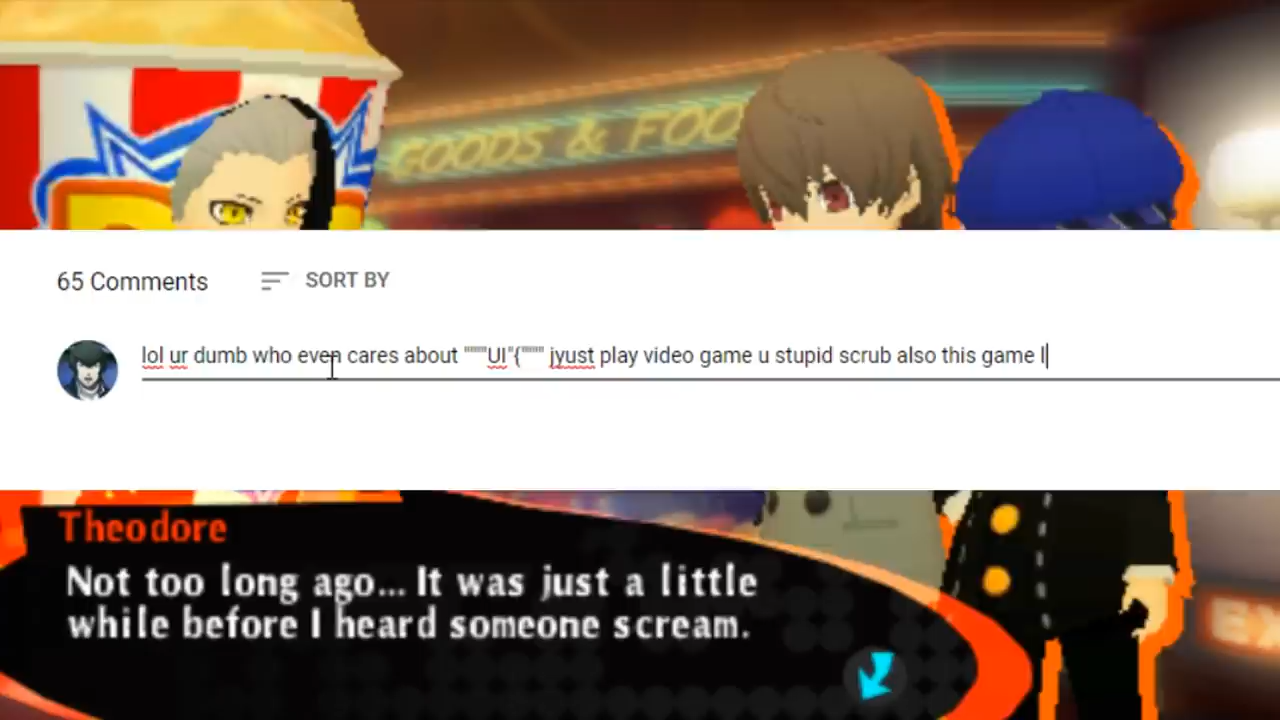 GOODS & FOO
65 Comments
SORT BY
lol ur dumb who even cares about """"UI"{"""" jyust play video game u stupid scrub also this game l
Theodore
Not too long ago... It was just a little
while before I heard someone scream.
EX